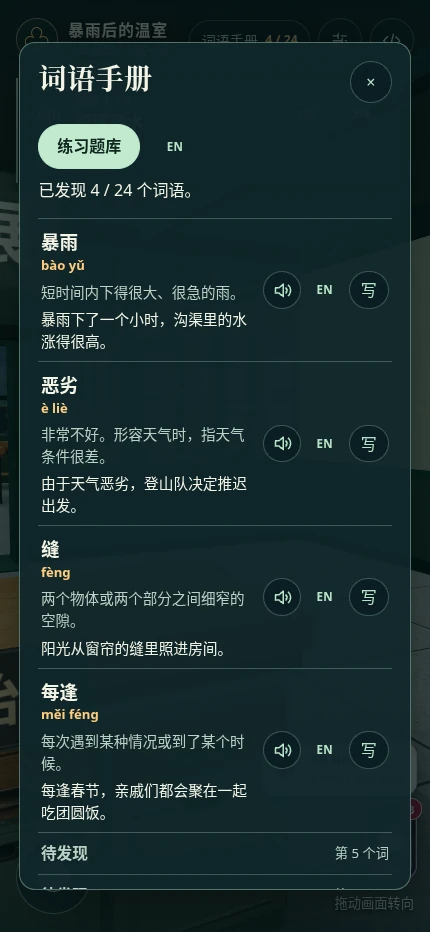 暴雨后的温室
词语手册 4 / 24
词语手册
×
练习题库
EN
已发现 4 / 24 个词语。
暴雨
bào yǔ
短时间内下得很大、很急的雨。
暴雨下了一个小时，沟渠里的水
涨得很高。
EN
写
恶劣
è liè
非常不好。形容天气时，指天气
条件很差。
由于天气恶劣，登山队决定推迟
出发。
EN
写
缝
fèng
两个物体或两个部分之间细窄的
空隙。
阳光从窗帘的缝里照进房间。
EN
写
每逢
měi féng
每次遇到某种情况或到了某个时
候。
每逢春节，亲戚们都会聚在一起
吃团圆饭。
EN
写
待发现
第 5 个词
拖动画面转向